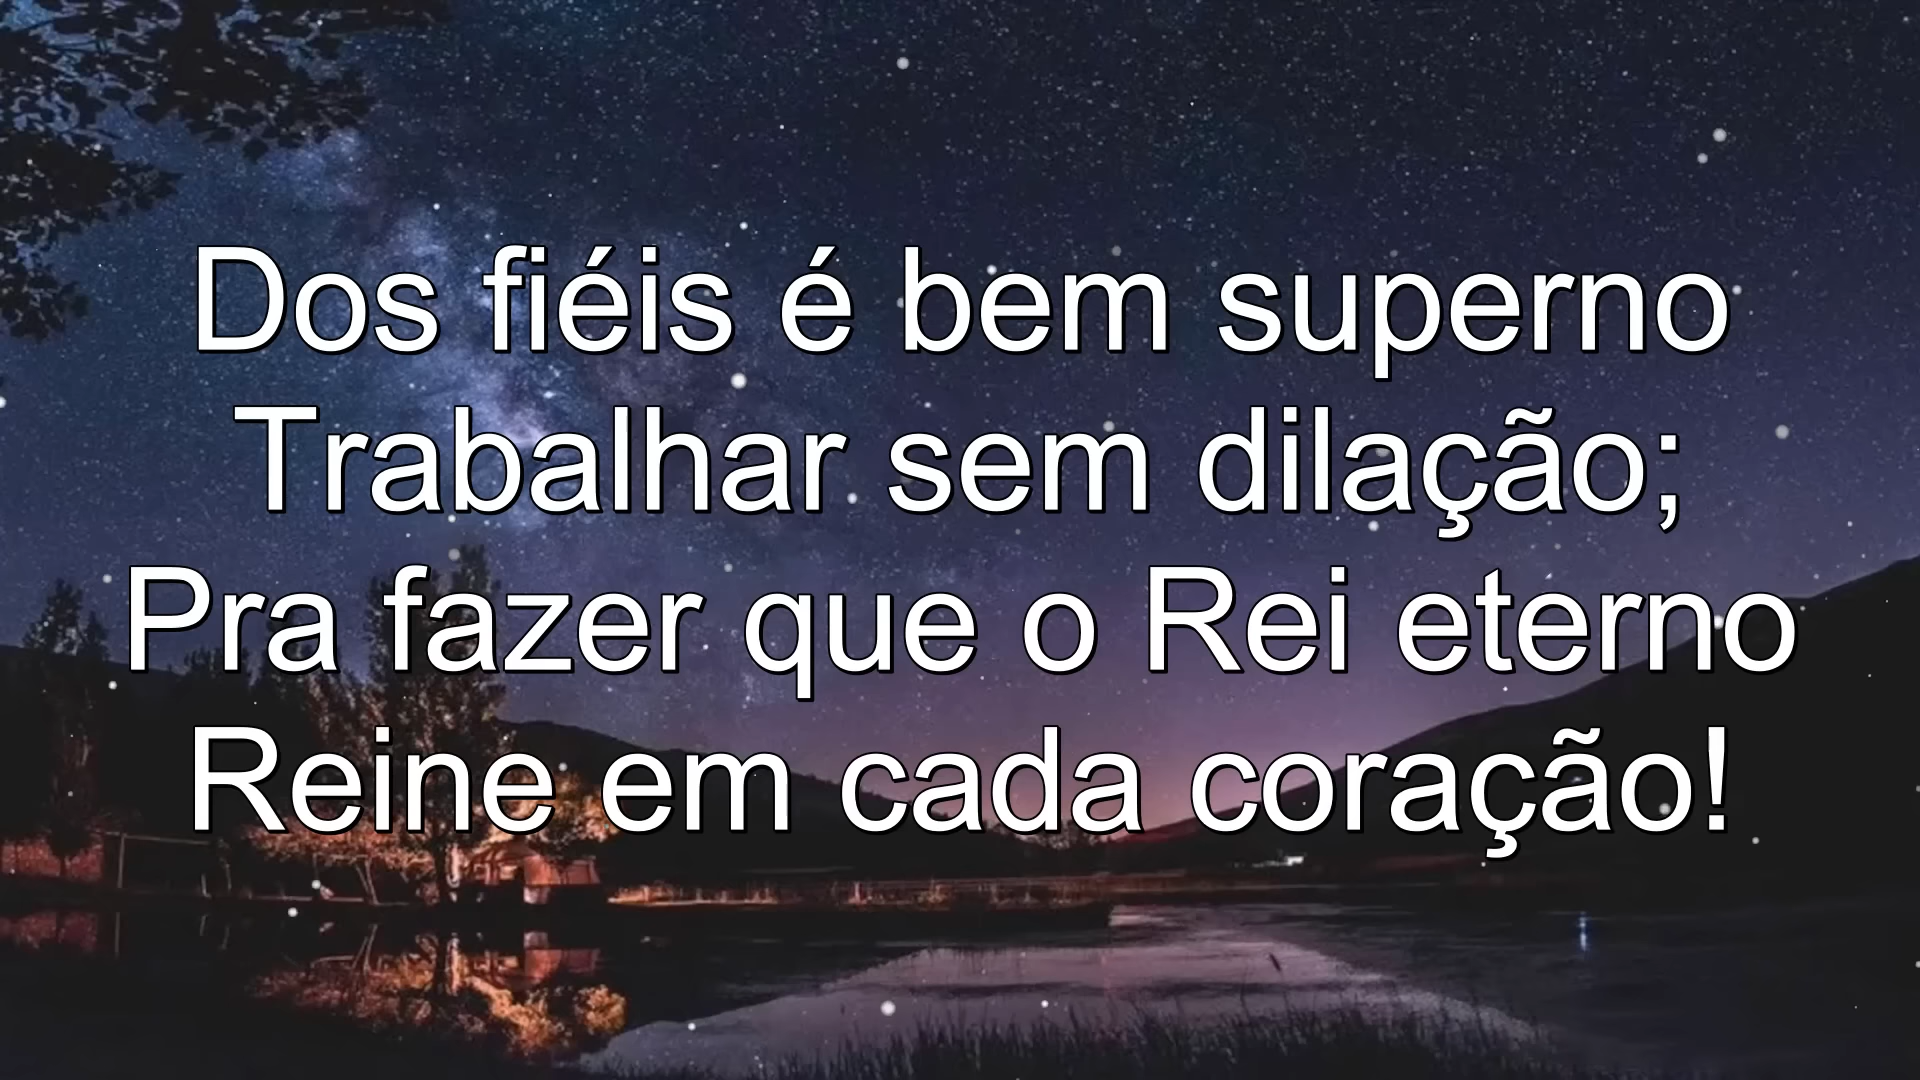 Dos fiéis é bem superno
Trabalhar sem dilação;
Pra fazer que o Rei eterno
Reine em cada coração!